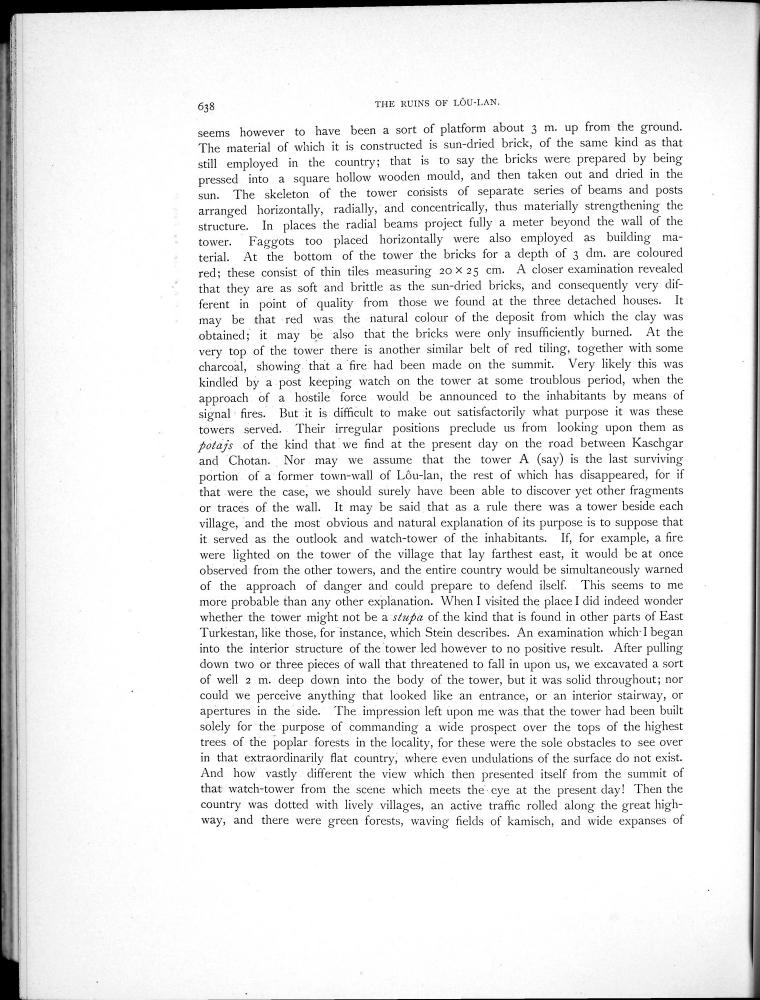 638
THE RUINS OF LÔU-LAN.
seems however to have been a sort of platform about 3 m. up from the ground.
The material of which it is constructed is sun-dried brick, of the same kind as that
still employed in the country; that is to say the bricks were prepared by being
pressed into a square hollow wooden mould, and then taken out and dried in the
sun. The skeleton of the tower consists of separate series of beams and posts
arranged horizontally, radially, and concentrically, thus materially strengthening the
structure. In places the radial beams project fully a meter beyond the wall of the
tower. Faggots too placed horizontally were also employed as building ma-
terial. At the bottom of the tower the bricks for a depth of 3 dm. are coloured
red; these consist of thin tiles measuring 20 × 25 cm. A closer examination revealed
that they are as soft and brittle as the sun-dried bricks, and consequently very dif-
ferent in point of quality from those we found at the three detached houses. It
may be that red was the natural colour of the deposit from which the clay was
obtained; it may be also that the bricks were only insufficiently burned. At the
very top of the tower there is another similar belt of red tiling, together with some
charcoal, showing that a fire had been made on the summit. Very likely this was
kindled by a post keeping watch on the tower at some troublous period, when the
approach of a hostile force would be announced to the inhabitants by means of
signal fires. But it is difficult to make out satisfactorily what purpose it was these
towers served. Their irregular positions preclude us from looking upon them as
potajs of the kind that we find at the present day on the road between Kaschgar
and Chotan. Nor may we assume that the tower A (say) is the last surviving
portion of a former town-wall of Lôu-lan, the rest of which has disappeared, for if
that were the case, we should surely have been able to discover yet other fragments
or traces of the wall. It may be said that as a rule there was a tower beside each
village, and the most obvious and natural explanation of its purpose is to suppose that
it served as the outlook and watch-tower of the inhabitants. If, for example, a fire
were lighted on the tower of the village that lay farthest east, it would be at once
observed from the other towers, and the entire country would be simultaneously warned
of the approach of danger and could prepare to defend ilself. This seems to me
more probable than any other explanation. When I visited the place I did indeed wonder
whether the tower might not be a stupa of the kind that is found in other parts of East
Turkestan, like those, for instance, which Stein describes. An examination which I began
into the interior structure of the tower led however to no positive result. After pulling
down two or three pieces of wall that threatened to fall in upon us, we excavated a sort
of well 2 m. deep down into the body of the tower, but it was solid throughout; nor
could we perceive anything that looked like an entrance, or an interior stairway, or
apertures in the side. The impression left upon me was that the tower had been built
solely for the purpose of commanding a wide prospect over the tops of the highest
trees of the poplar forests in the locality, for these were the sole obstacles to see over
in that extraordinarily flat country, where even undulations of the surface do not exist.
And how vastly different the view which then presented itself from the summit of
that watch-tower from the scene which meets the eye at the present day! Then the
country was dotted with lively villages, an active traffic rolled along the great high-
way, and there were green forests, waving fields of kamisch, and wide expanses of